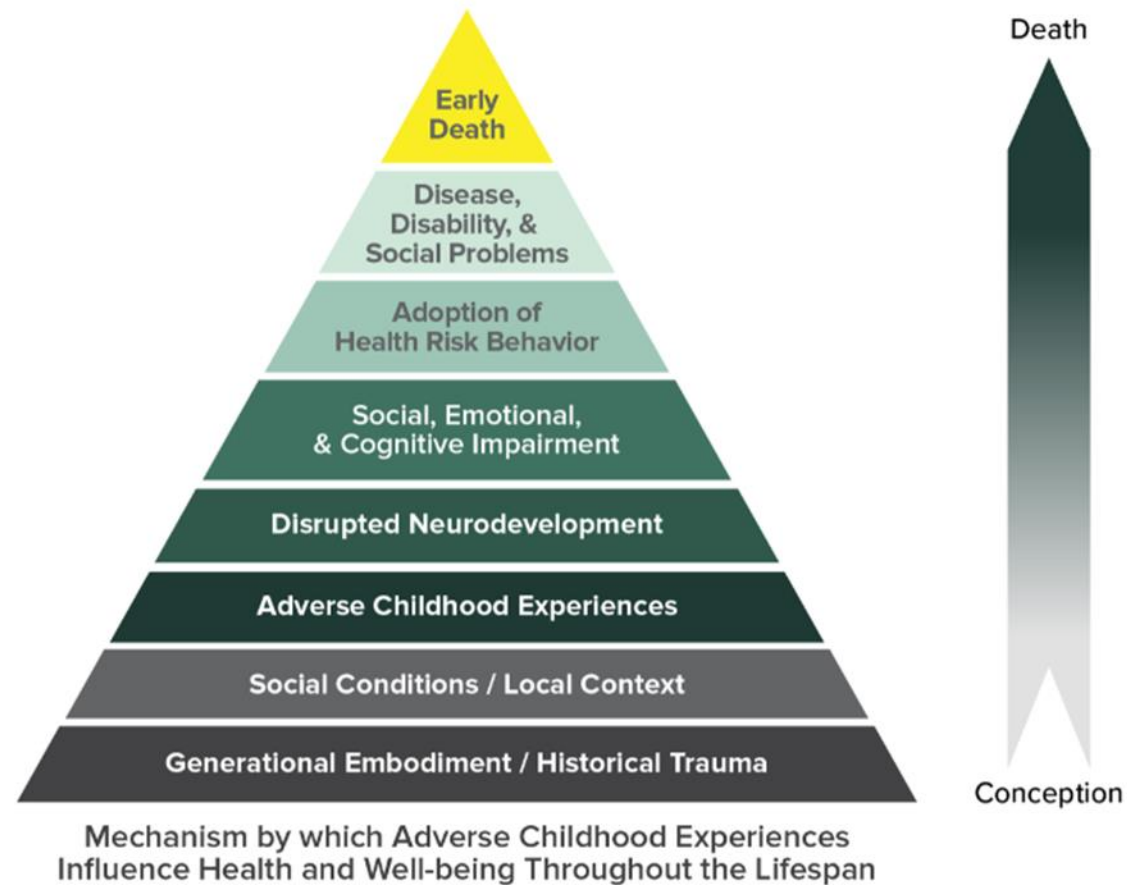 Death
Early
Death
Disease,
Disability, &
Social Problems
Adoption of
Health Risk Behavior
Social, Emotional,
& Cognitive Impairment
Disrupted Neurodevelopment
Adverse Childhood Experiences
Social Conditions / Local Context
Generational Embodiment / Historical Trauma
Conception
Mechanism by which Adverse Childhood Experiences
Influence Health and Well-being Throughout the Lifespan